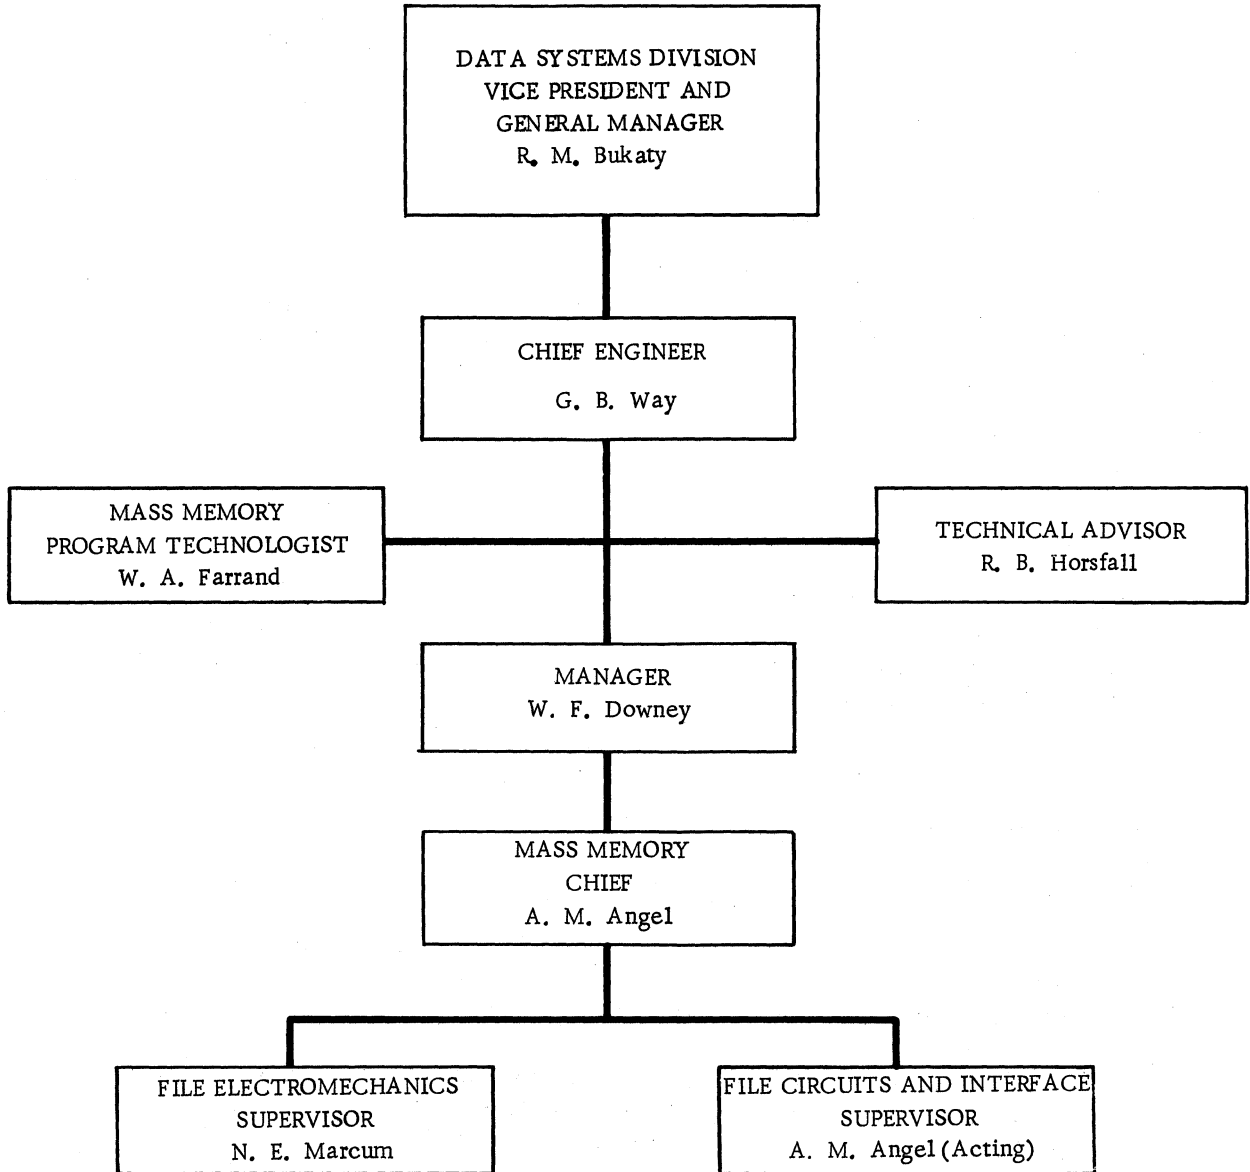 DATA SYSTEMS DIVISION
VICE PRESIDENT AND
GENERAL MANAGER
R. M. Bukaty
CHIEF ENGINEER
G. B. Way
MASS MEMORY
PROGRAM TECHNOLOGIST
W. A. Farrand
TECHNICAL ADVISOR
R. B. Horsfall
MANAGER
W. F. Downey
MASS MEMORY
CHIEF
A. M. Angel
FILE ELECTROMECHANICS
SUPERVISOR
N. E. Marcum
FILE CIRCUITS AND INTERFACE
SUPERVISOR
A. M. Angel (Acting)